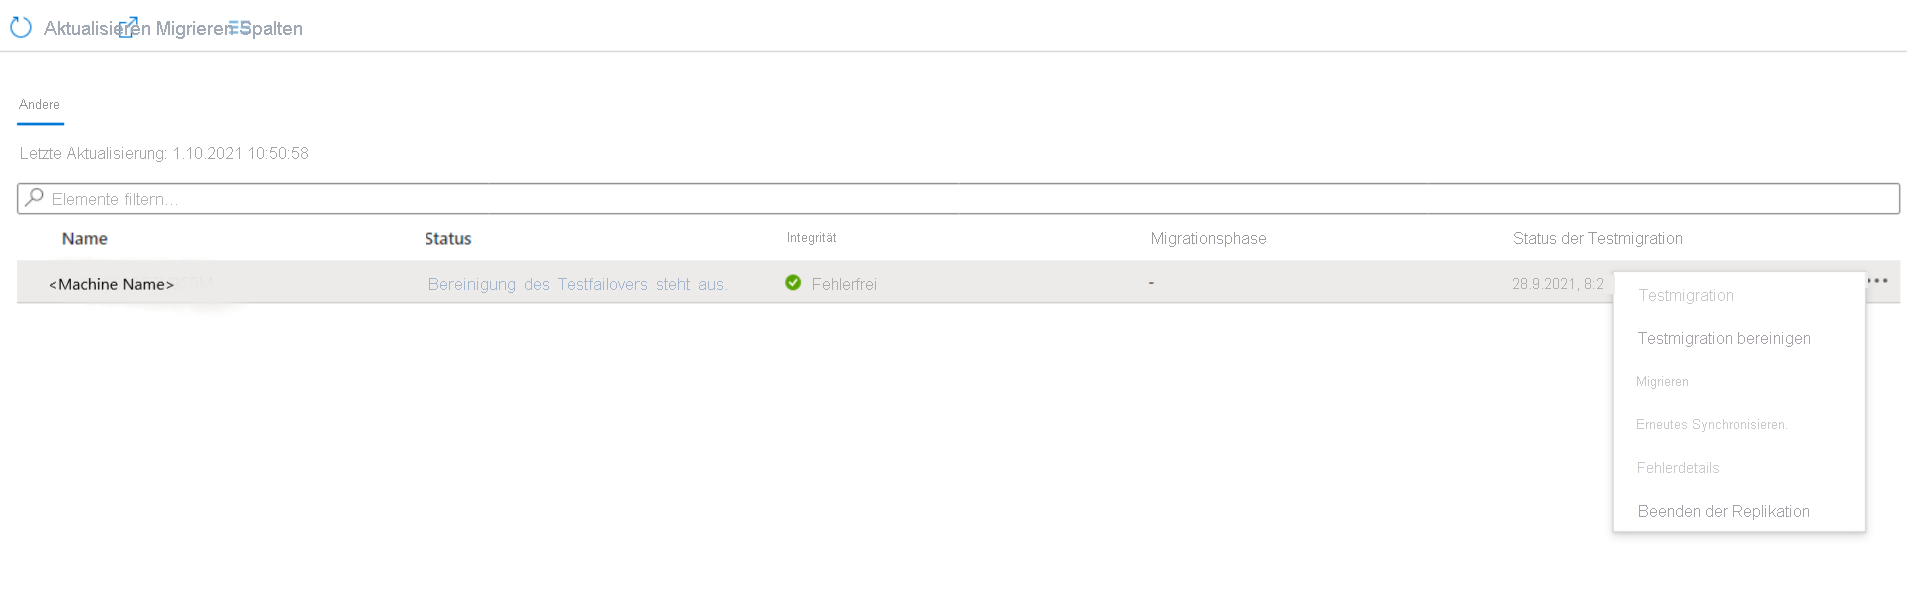 Aktualisieren Migrieren Spalten
Andere
Letzte Aktualisierung: 1.10.2021 10:50:58
Elemente filtern...
Name Status Integrität Migrationsphase Status der Testmigration
<Machine Name> Bereinigung des Testfailovers steht aus. Fehlerfrei - 28.9.2021, 8:2
Testmigration
Testmigration bereinigen
Migrieren
Erneutes Synchronisieren.
Fehlerdetails
Beenden der Replikation